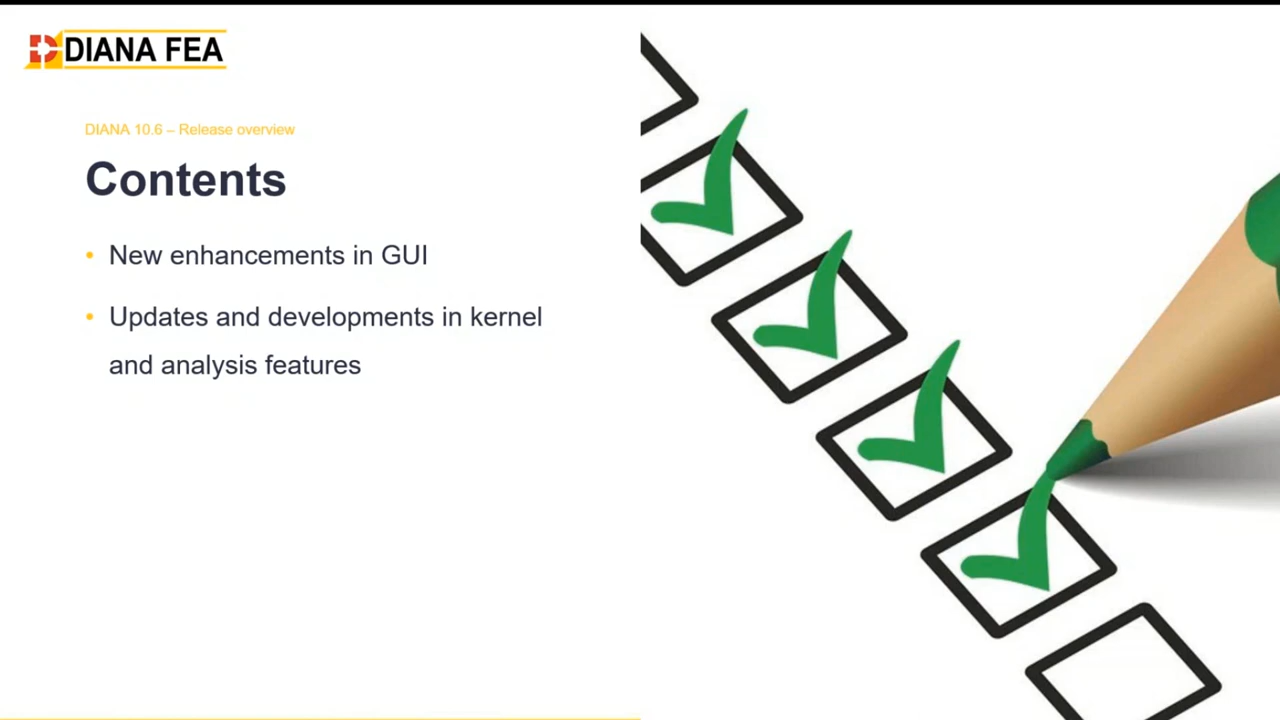 DIANA FEA
DIANA 10.6 – Release overview
Contents
• New enhancements in GUI
• Updates and developments in kernel
and analysis features